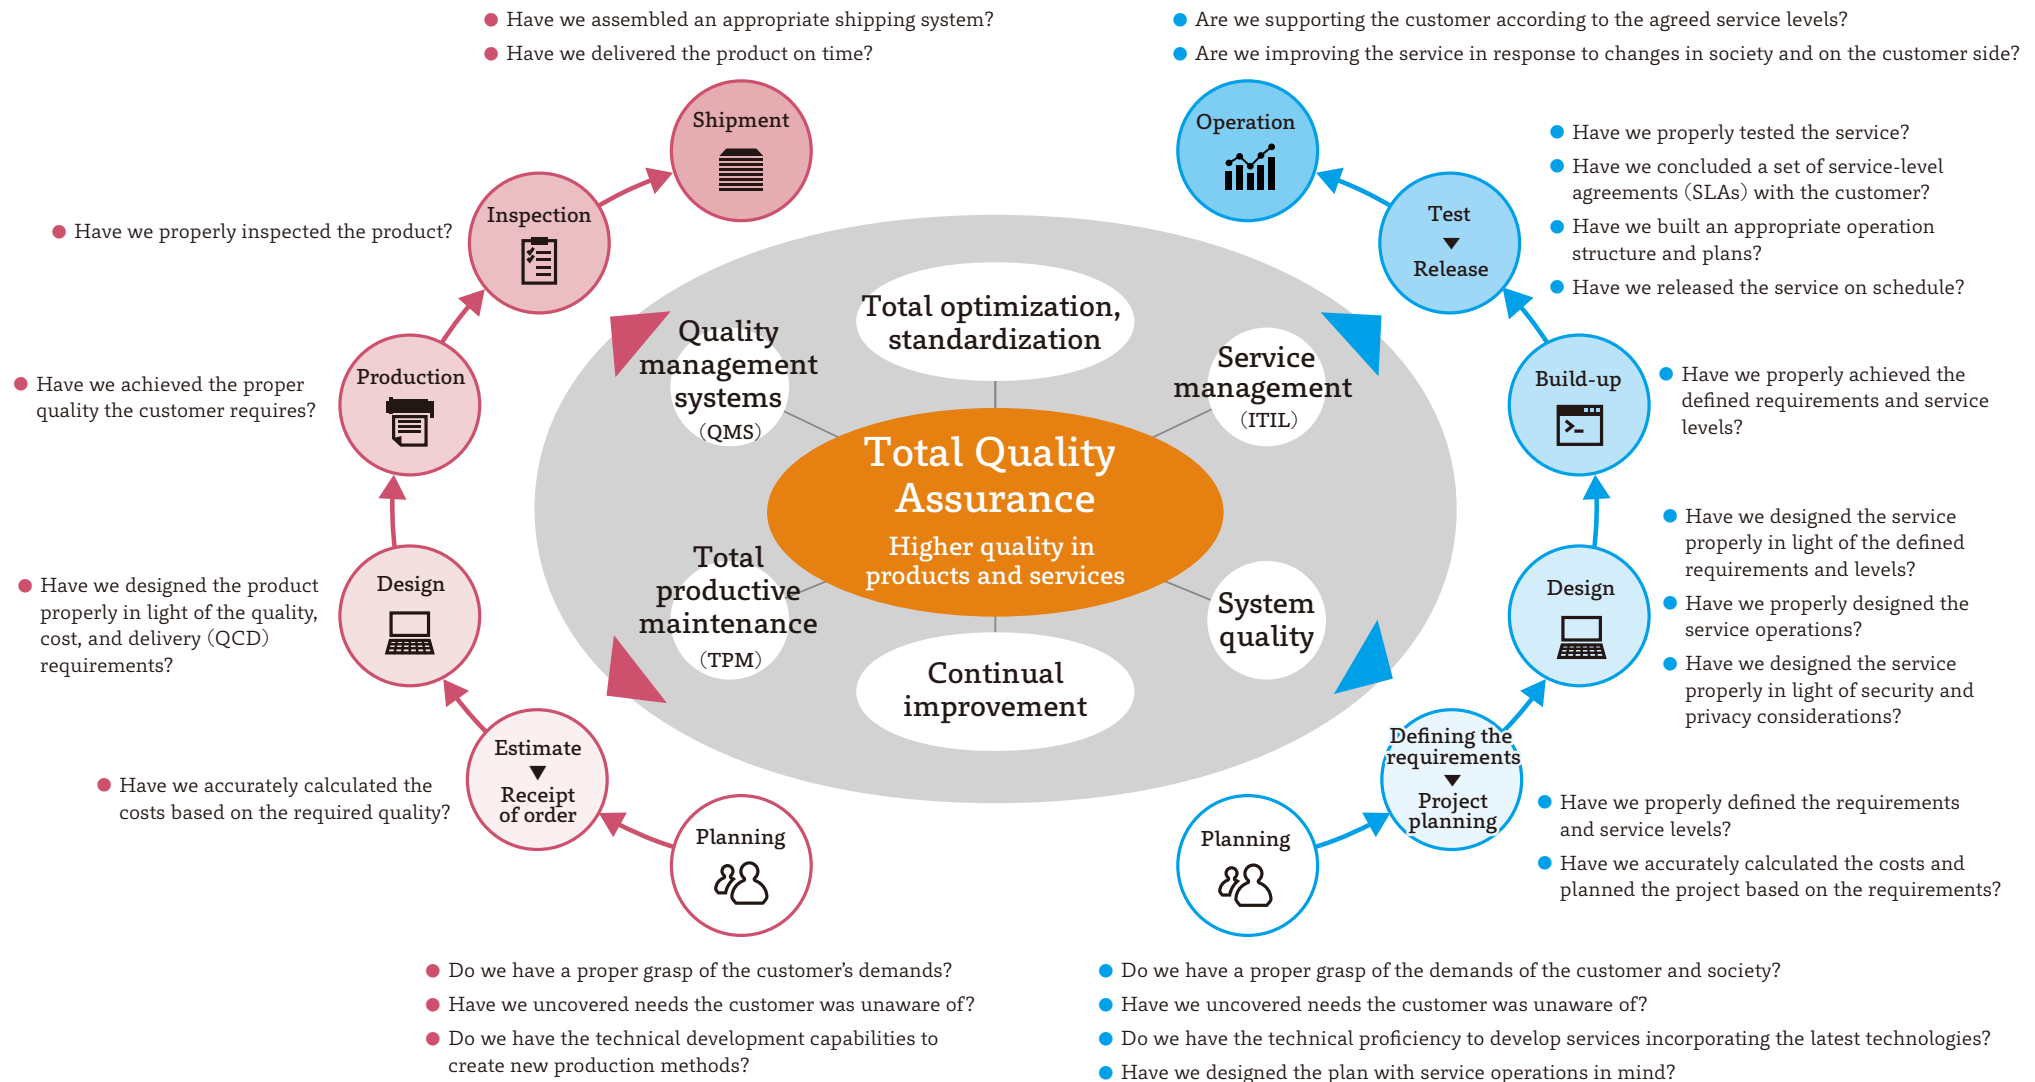 ● Have we assembled an appropriate shipping system?
● Have we delivered the product on time?
● Are we supporting the customer according to the agreed service levels?
● Are we improving the service in response to changes in society and on the customer side?
Shipment
Inspection
● Have we properly inspected the product?
Production
● Have we achieved the proper
quality the customer requires?
Design
● Have we designed the product
properly in light of the quality,
cost, and delivery (QCD)
requirements?
Estimate
▼
Receipt
of order
● Have we accurately calculated the
costs based on the required quality?
Planning
● Do we have a proper grasp of the customer's demands?
● Have we uncovered needs the customer was unaware of?
● Do we have the technical development capabilities to
create new production methods?
Total optimization,
standardization
Quality
management
systems
(QMS)
Service
management
(ITIL)
Total Quality
Assurance
Higher quality in
products and services
Total
productive
maintenance
(TPM)
System
quality
Continual
improvement
Operation
Test
▼
Release
● Have we properly tested the service?
● Have we concluded a set of service-level
agreements (SLAs) with the customer?
● Have we built an appropriate operation
structure and plans?
● Have we released the service on schedule?
Build-up
● Have we properly achieved the
defined requirements and service
levels?
Design
● Have we designed the service
properly in light of the defined
requirements and levels?
● Have we properly designed the
service operations?
● Have we designed the service
properly in light of security and
privacy considerations?
Defining the
requirements
▼
Project
planning
● Have we properly defined the requirements
and service levels?
● Have we accurately calculated the costs and
planned the project based on the requirements?
Planning
● Do we have a proper grasp of the demands of the customer and society?
● Have we uncovered needs the customer was unaware of?
● Do we have the technical proficiency to develop services incorporating the latest technologies?
● Have we designed the plan with service operations in mind?